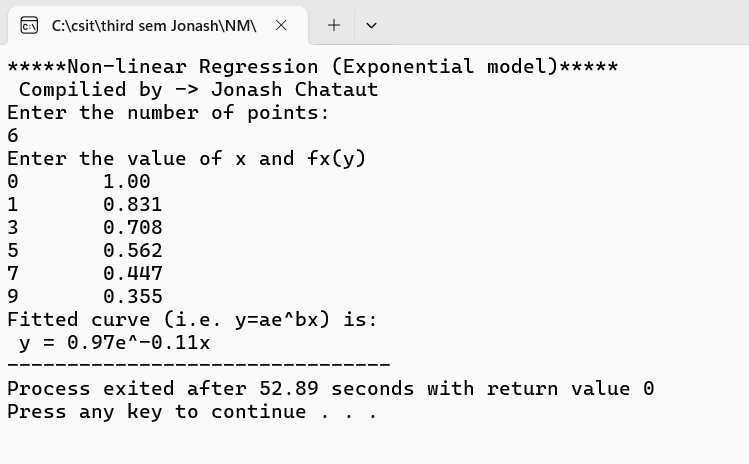 C:\csit\third sem Jonash\NM\
*****Non-linear Regression (Exponential model)*****
Compilied by -> Jonash Chataut
Enter the number of points:
6
Enter the value of x and fx(y)
0 1.00
1 0.831
3 0.708
5 0.562
7 0.447
9 0.355
Fitted curve (i.e. y=ae^bx) is:
y = 0.97e^-0.11x
--------------------------------
Process exited after 52.89 seconds with return value 0
Press any key to continue . . .